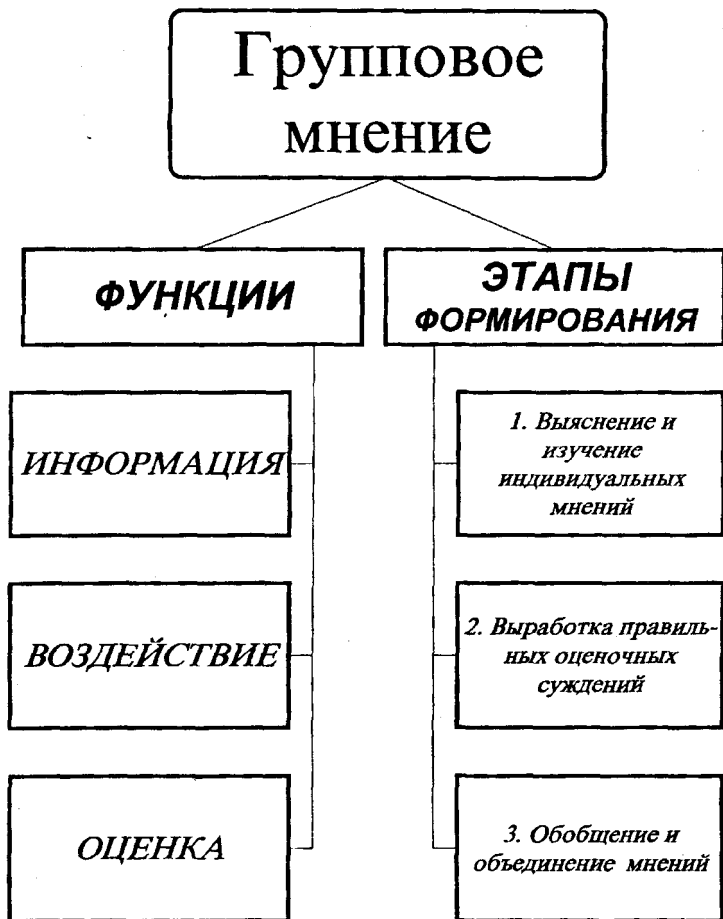 Групповое
мнение
ФУНКЦИИ
ЭТАПЫ
ФОРМИРОВАНИЯ
ИНФОРМАЦИЯ
ВОЗДЕЙСТВИЕ
ОЦЕНКА
1. Выяснение и
изучение
индивидуальных
мнений
2. Выработка правиль-
ных оценочных
суждений
3. Обобщение и
объединение мнений